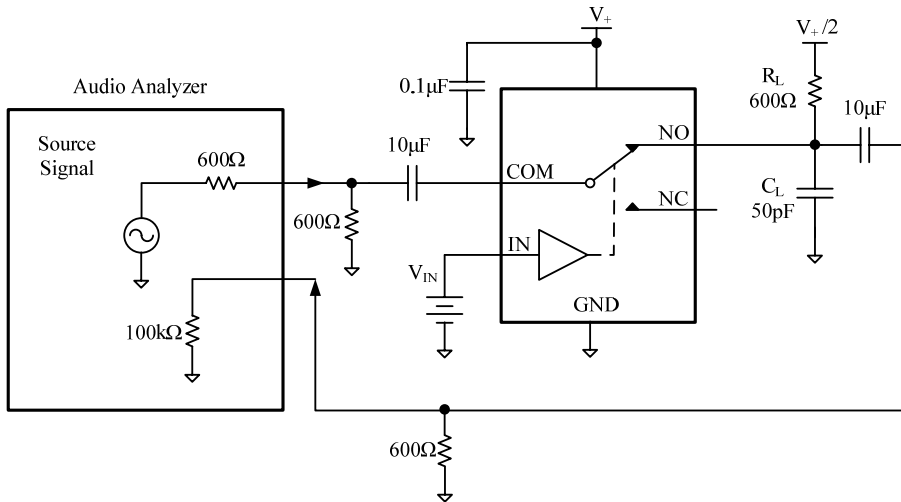 V+
V+/2
Audio Analyzer
0.1μF
RL
600Ω
10μF
Source
Signal
600Ω
10μF
NO
COM
600Ω
NC
CL
50pF
IN
VIN
GND
100kΩ
600Ω